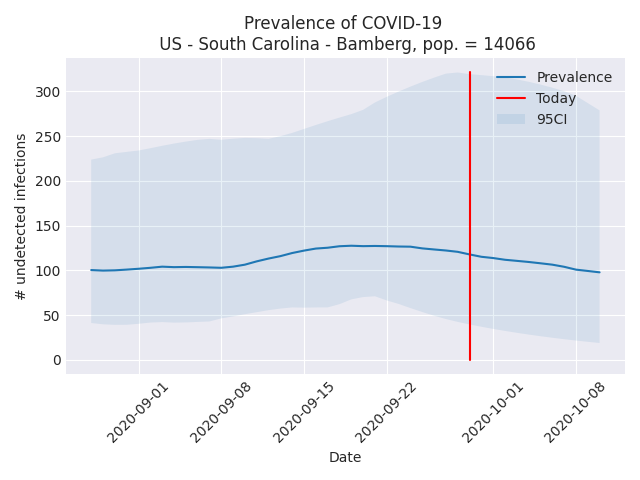 Prevalence of COVID-19
US - South Carolina - Bamberg, pop. = 14066
Prevalence
Today
95CI
# undetected infections
300
250
200
150
100
50
0
2020-09-01
2020-09-08
2020-09-15
2020-09-22
2020-10-01
2020-10-08
Date